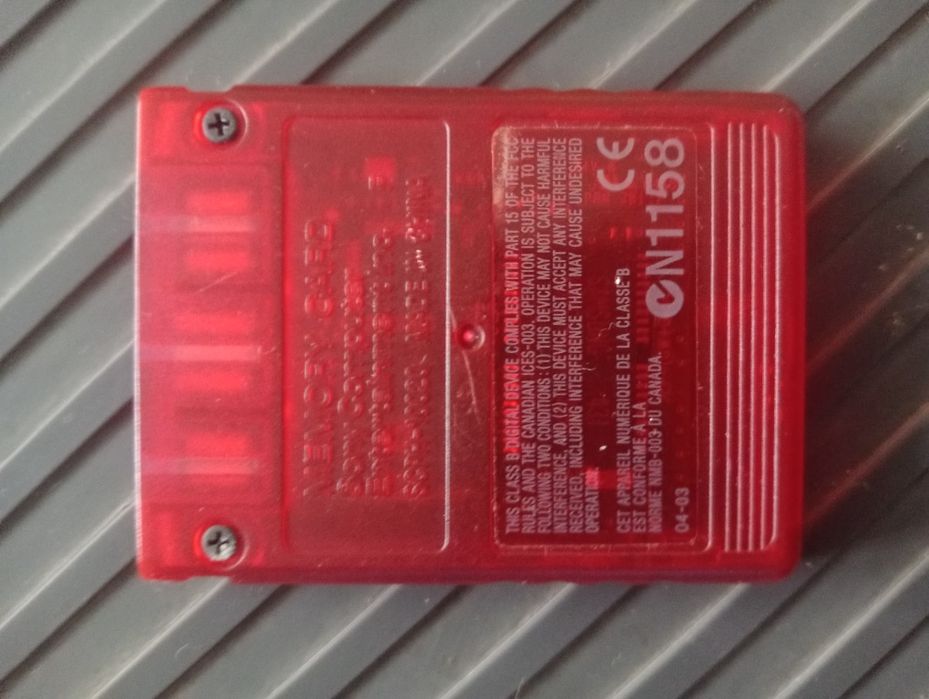 MEMORY CARD
Sony Computer
Entertainment Inc.
MADE IN CHINA
THIS CLASS B DIGITAL DEVICE COMPLIES WITH PART 15 OF THE FCC
RULES AND THE CANADIAN ICES-003. OPERATION IS SUBJECT TO THE
FOLLOWING TWO CONDITIONS: (1) THIS DEVICE MAY NOT CAUSE HARMFUL
INTERFERENCE, AND (2) THIS DEVICE MUST ACCEPT ANY INTERFERENCE
RECEIVED, INCLUDING INTERFERENCE THAT MAY CAUSE UNDESIRED
OPERATION.
CET APPAREIL NUMÉRIQUE DE LA CLASSE B
EST CONFORME À LA
NORME NMB-003 DU CANADA.
04-03
CE
N1158